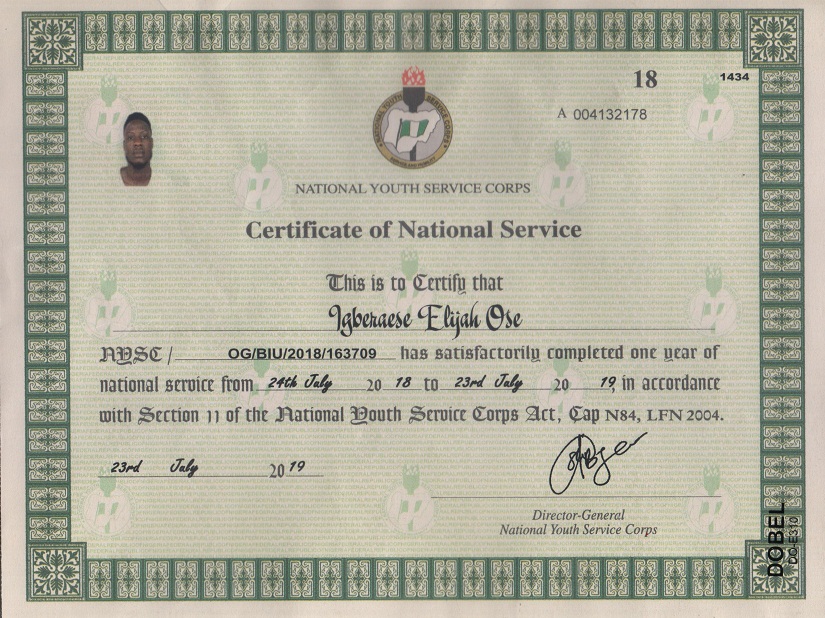 18
1434
A 004132178
NATIONAL YOUTH SERVICE CORPS
Certificate of National Service
This is to Certify that
Igberaese Elijah Ose
NYSC / OG/BIU/2018/163709 has satisfactorily completed one year of
national service from 24th July 20 18 to 23rd July 20 19, in accordance
with Section 11 of the National Youth Service Corps Act, Cap N84, LFN 2004.
23rd July 2019
Director-General
National Youth Service Corps
DOBEL